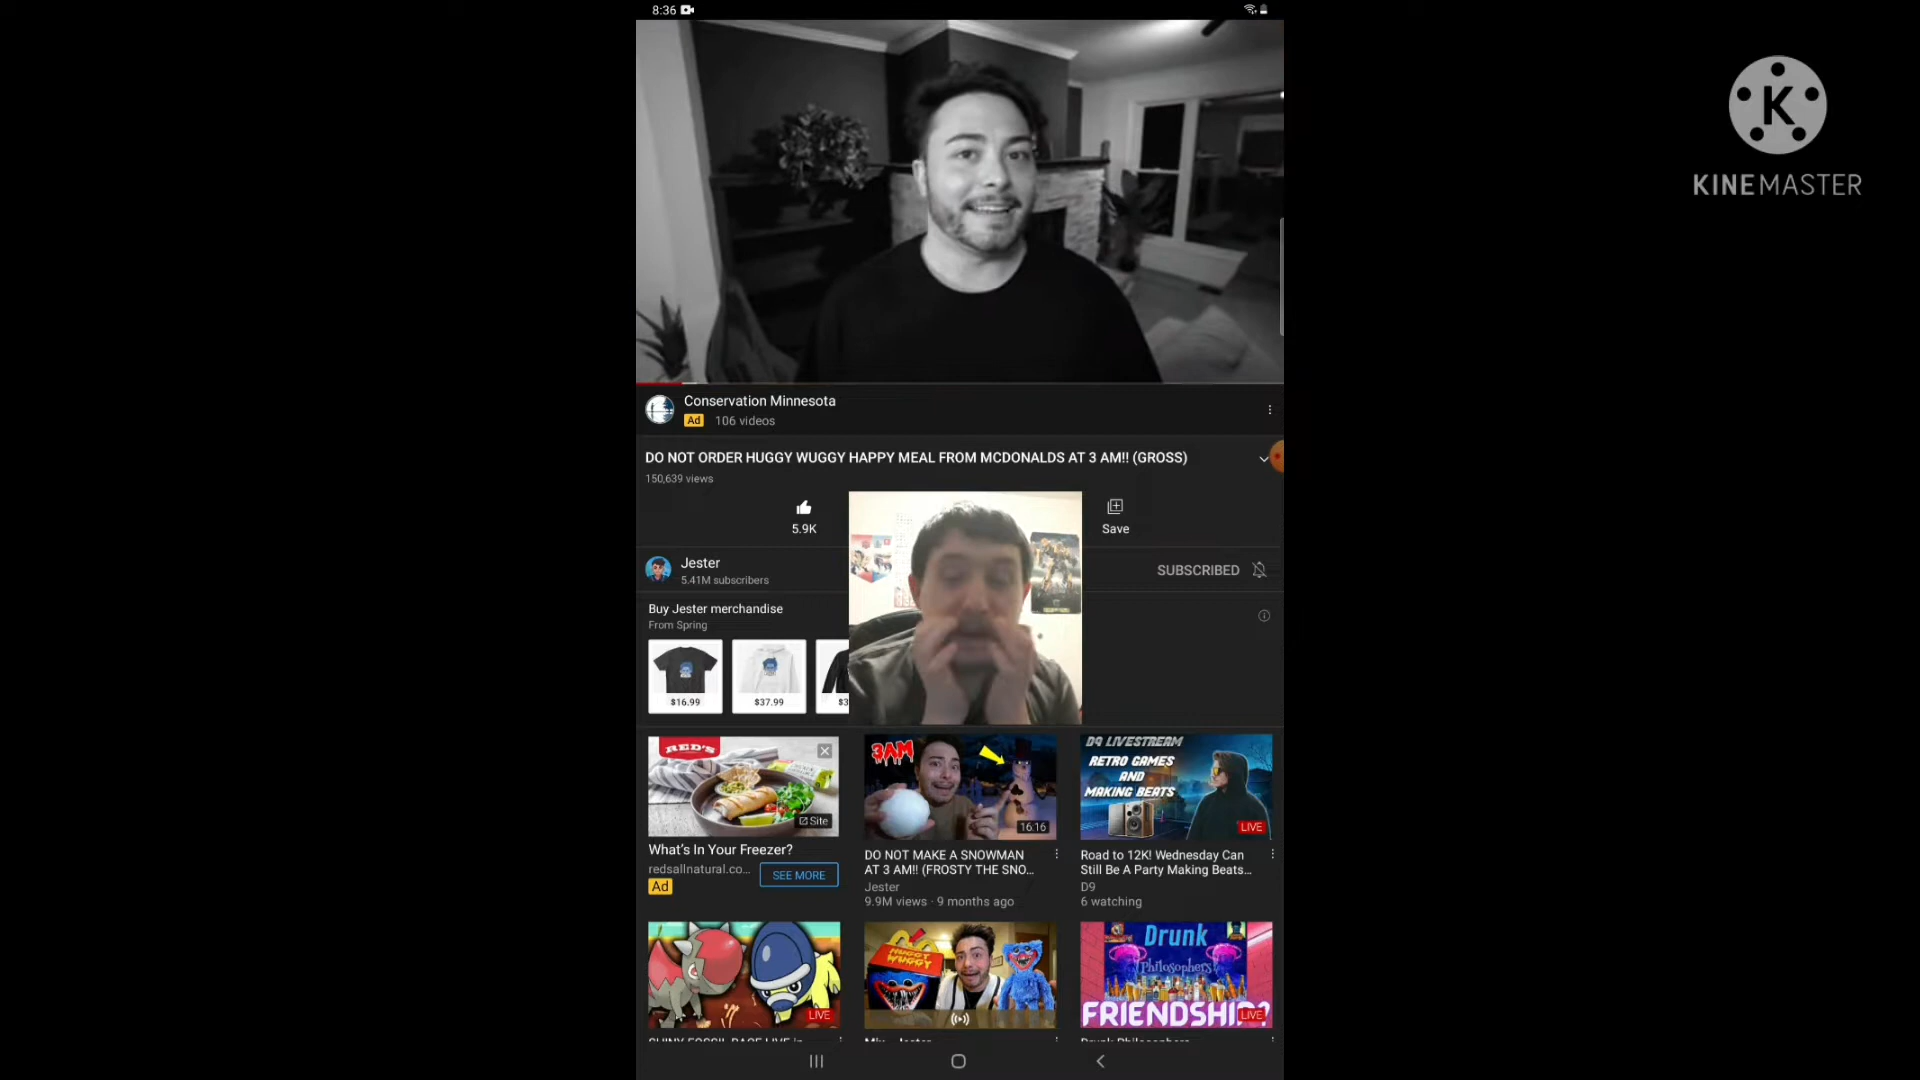 8:36
K
KINEMASTER
Conservation Minnesota
Ad 106 videos
DO NOT ORDER HUGGY WUGGY HAPPY MEAL FROM MCDONALDS AT 3 AM!! (GROSS)
150,639 views
5.9K
Save
Jester
5.41M subscribers
SUBSCRIBED
Buy Jester merchandise
From Spring
$16.99
$37.99
$3
RED'S
Site
What's In Your Freezer?
redsallnatural.co...
Ad
SEE MORE
3AM
16:16
DO NOT MAKE A SNOWMAN
AT 3 AM!! (FROSTY THE SNO...
Jester
9.9M views · 9 months ago
D9 LIVESTREAM
RETRO GAMES
AND
MAKING BEATS
LIVE
Road to 12K! Wednesday Can
Still Be A Party Making Beats...
D9
6 watching
LIVE
HUGGY
WUGGY
Drunk
Philosophers
FRIENDSHIP?
LIVE